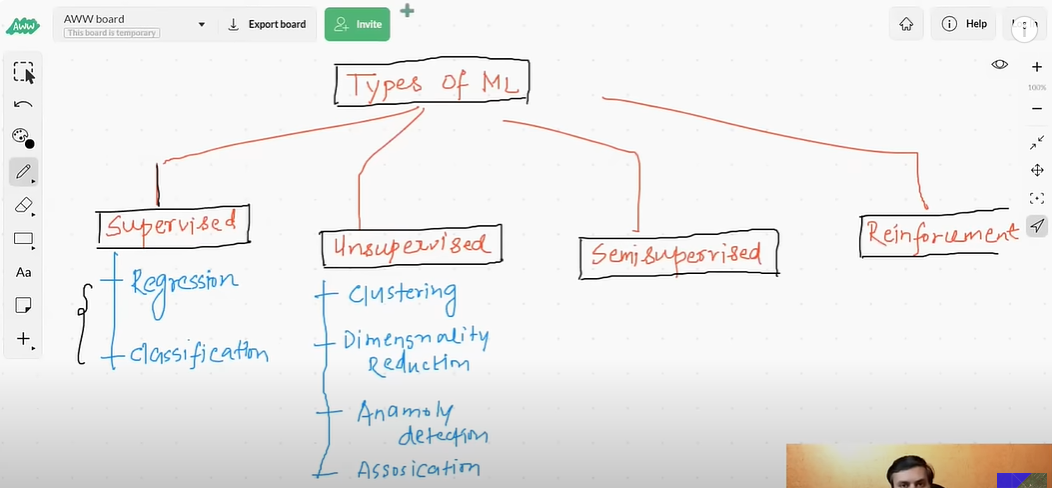 AWW
AWW board
This board is temporary
Export board
Invite
Help
100%
Types of ML
Supervised
Unsupervised
Semisupervised
Reinforcement
Regression
Classification
Clustering
Dimensnality
Reduction
Anamoly
detection
Assosication
Aa